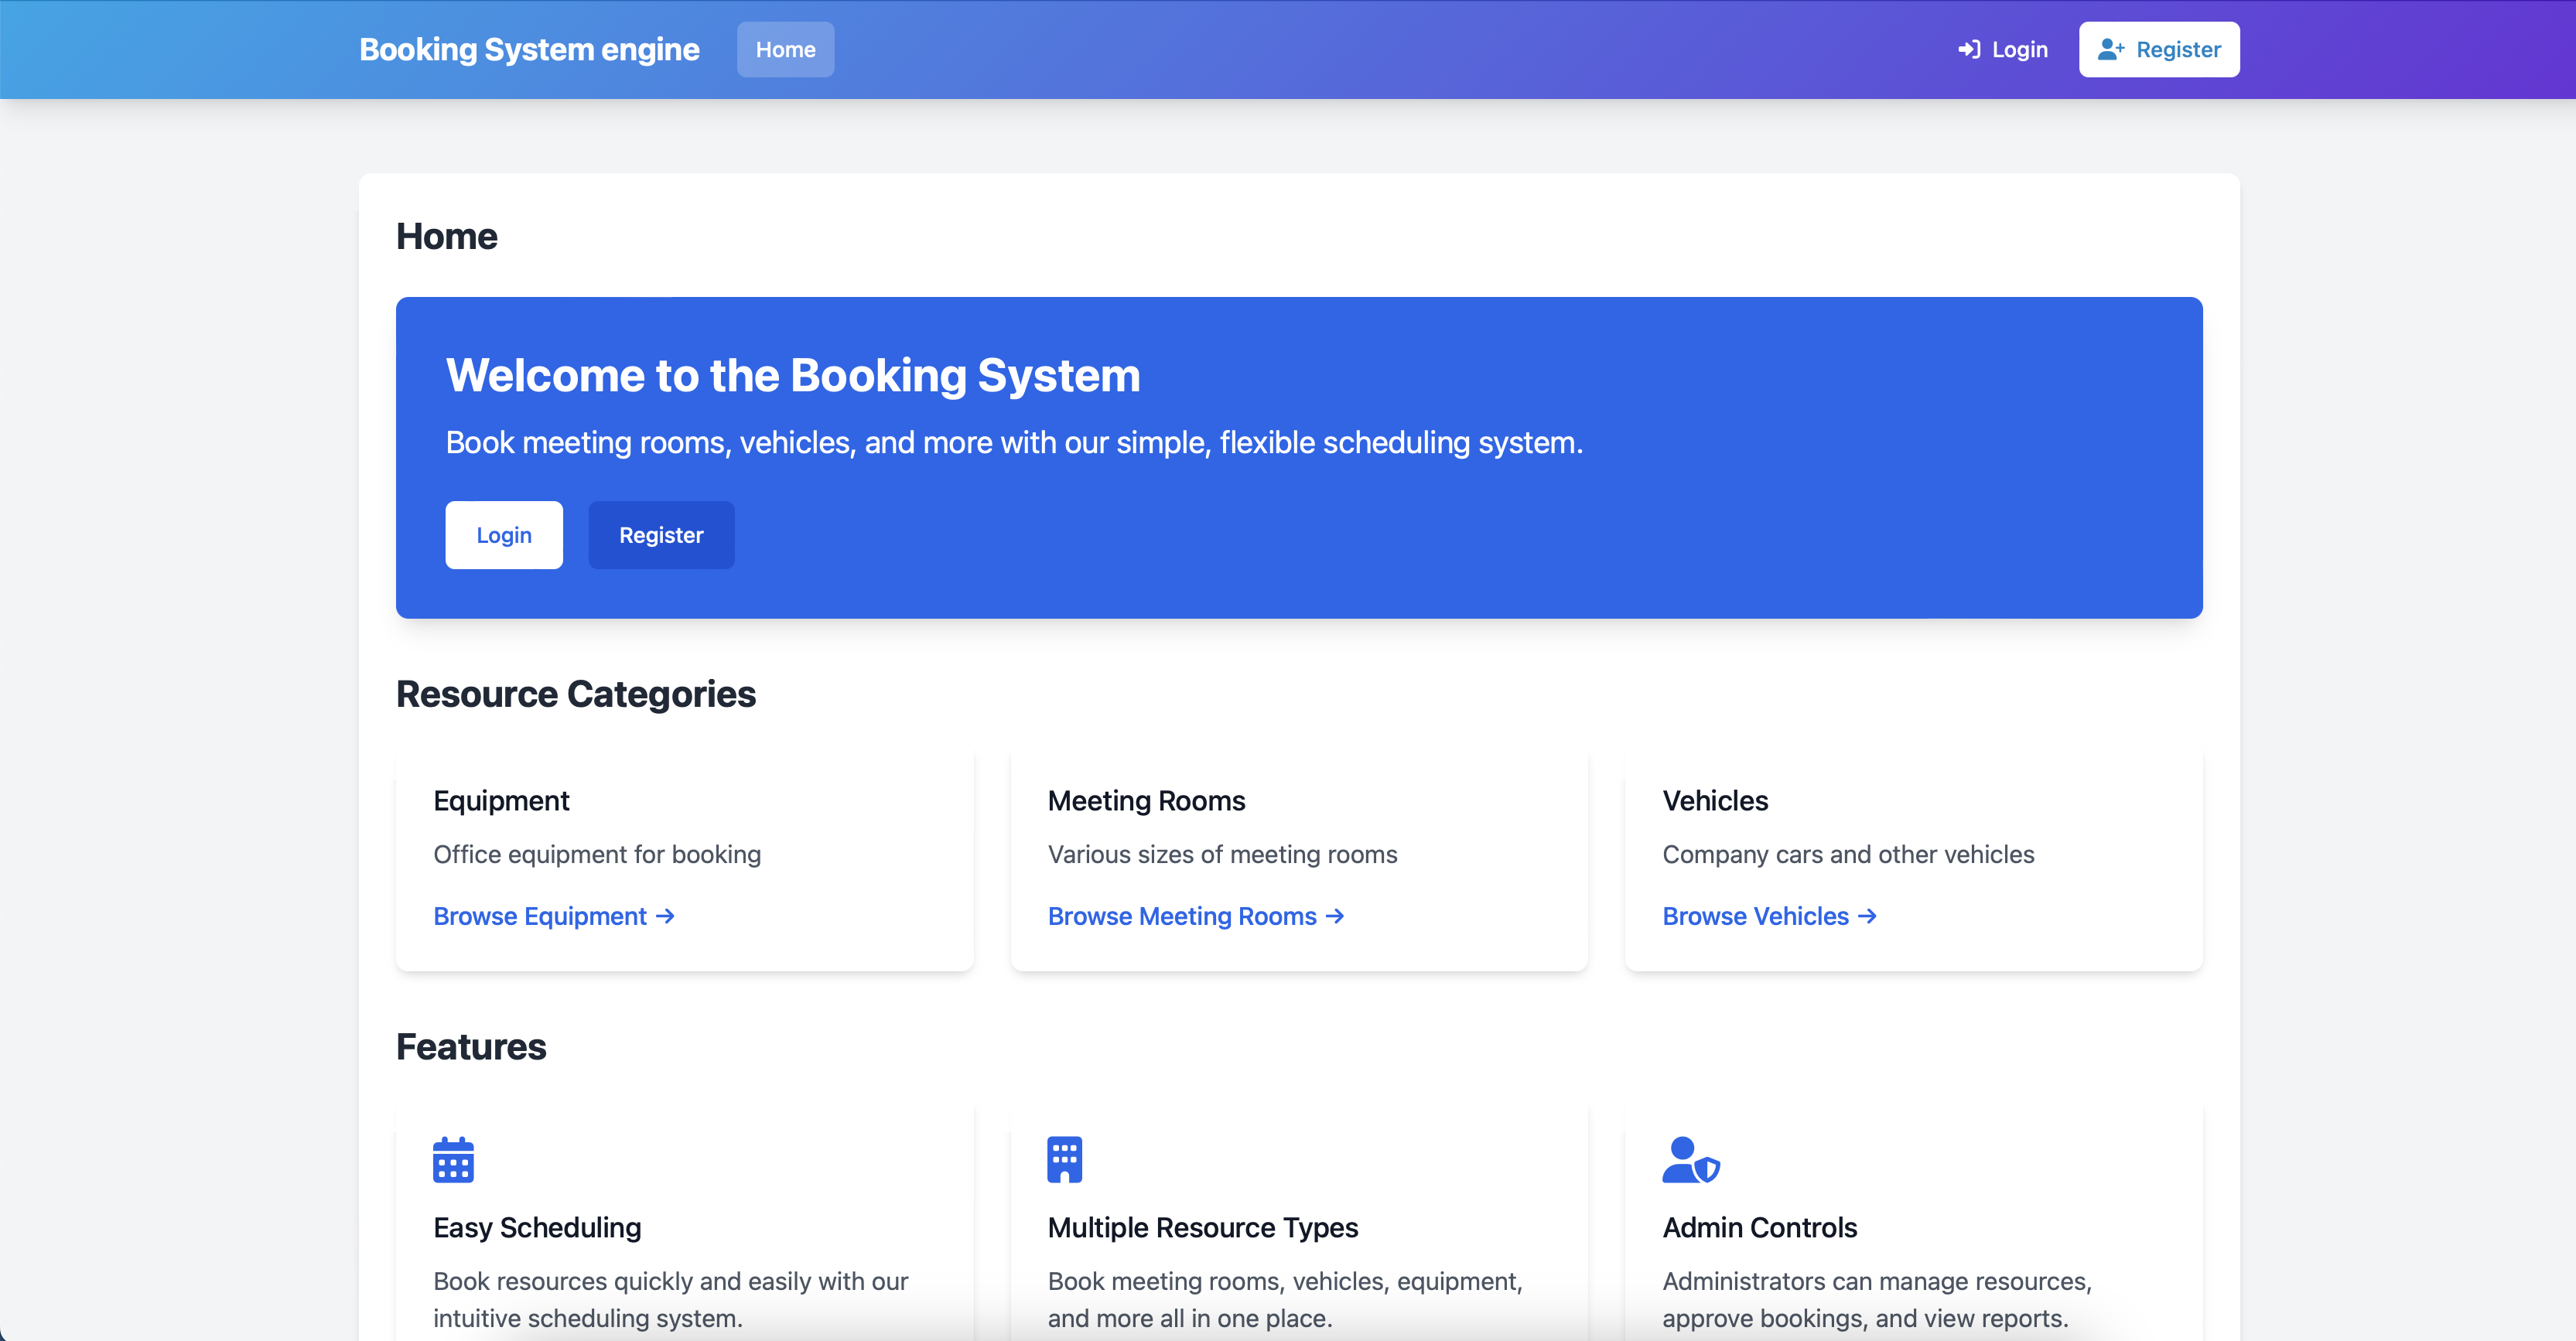 Booking System engine
Home
Login
Register
Home
Welcome to the Booking System
Book meeting rooms, vehicles, and more with our simple, flexible scheduling system.
Login
Register
Resource Categories
Equipment
Office equipment for booking
Browse Equipment →
Meeting Rooms
Various sizes of meeting rooms
Browse Meeting Rooms →
Vehicles
Company cars and other vehicles
Browse Vehicles →
Features
Easy Scheduling
Book resources quickly and easily with our
intuitive scheduling system.
Multiple Resource Types
Book meeting rooms, vehicles, equipment,
and more all in one place.
Admin Controls
Administrators can manage resources,
approve bookings, and view reports.